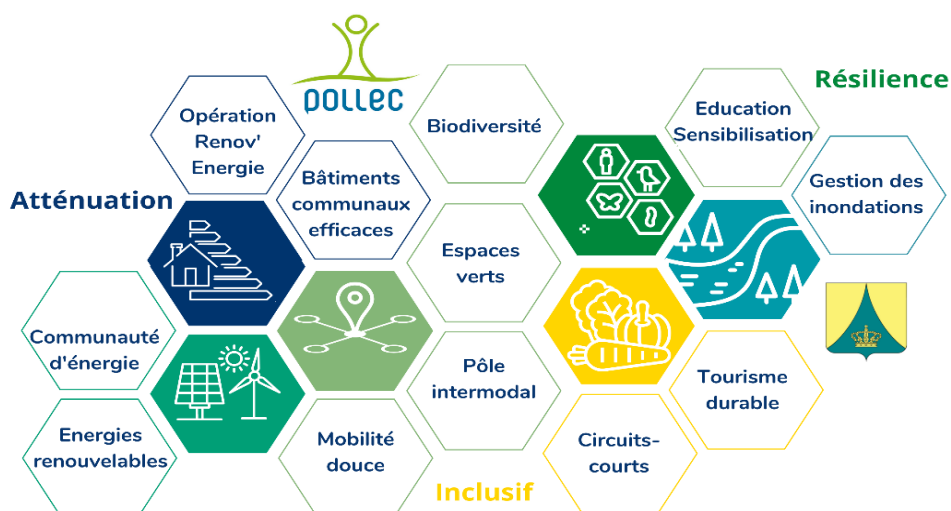 pollec
Résilience
Opération
Renov'
Energie
Biodiversité
Education
Sensibilisation
Atténuation
Bâtiments
communaux
efficaces
Gestion des
inondations
Espaces
verts
Communauté
d'énergie
Pôle
intermodal
Tourisme
durable
Energies
renouvelables
Mobilité
douce
Circuits-
courts
Inclusif